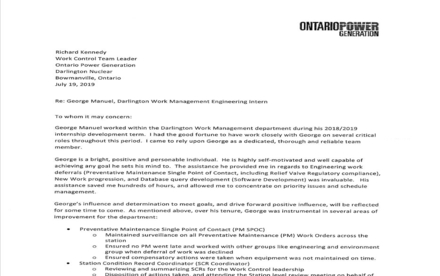 ONTARIOPOWER
GENERATION
Richard Kennedy
Work Control Team Leader
Ontario Power Generation
Darlington Nuclear
Bowmanville, Ontario
July 19, 2019
Re: George Manuel, Darlington Work Management Engineering Intern
To whom it may concern:
George Manuel worked within the Darlington Work Management department during his 2018/2019
internship development term. I had the good fortune to have work closely with George on several critical
roles throughout this period. I came to rely upon George as a dedicated, thorough and reliable team
member.
George is a bright, positive and personable individual. He is highly self-motivated and well capable of
achieving any goal he sets his mind to. The assistance he provided me in regards to Engineering work
deferrals (Preventative Maintenance Single Point of Contact, including Relief Valve Regulatory compliance),
New Work progression, and Database query development (Software Development) was invaluable. His
assistance saved me hundreds of hours, and allowed me to concentrate on priority issues and schedule
management.
George's influence and determination to meet goals, and drive forward positive influence, will be reflected
for some time to come. As mentioned above, over his tenure, George was instrumental in several areas of
improvement for the department:
• Preventative Maintenance Single Point of Contact (PM SPOC)
o Maintained surveillance on all Preventative Maintenance (PM) Work Orders across the
station
o Ensured no PM went late and worked with other groups like engineering and environment
group when deferral of work was declined
o Ensured compensatory actions were taken when equipment was not maintained on time.
• Station Condition Record Coordinator (SCR Coordinator)
o Reviewing and summarizing SCRs for the Work Control leadership
o Disposition of actions taken, and attending the Station level review meeting on behalf of